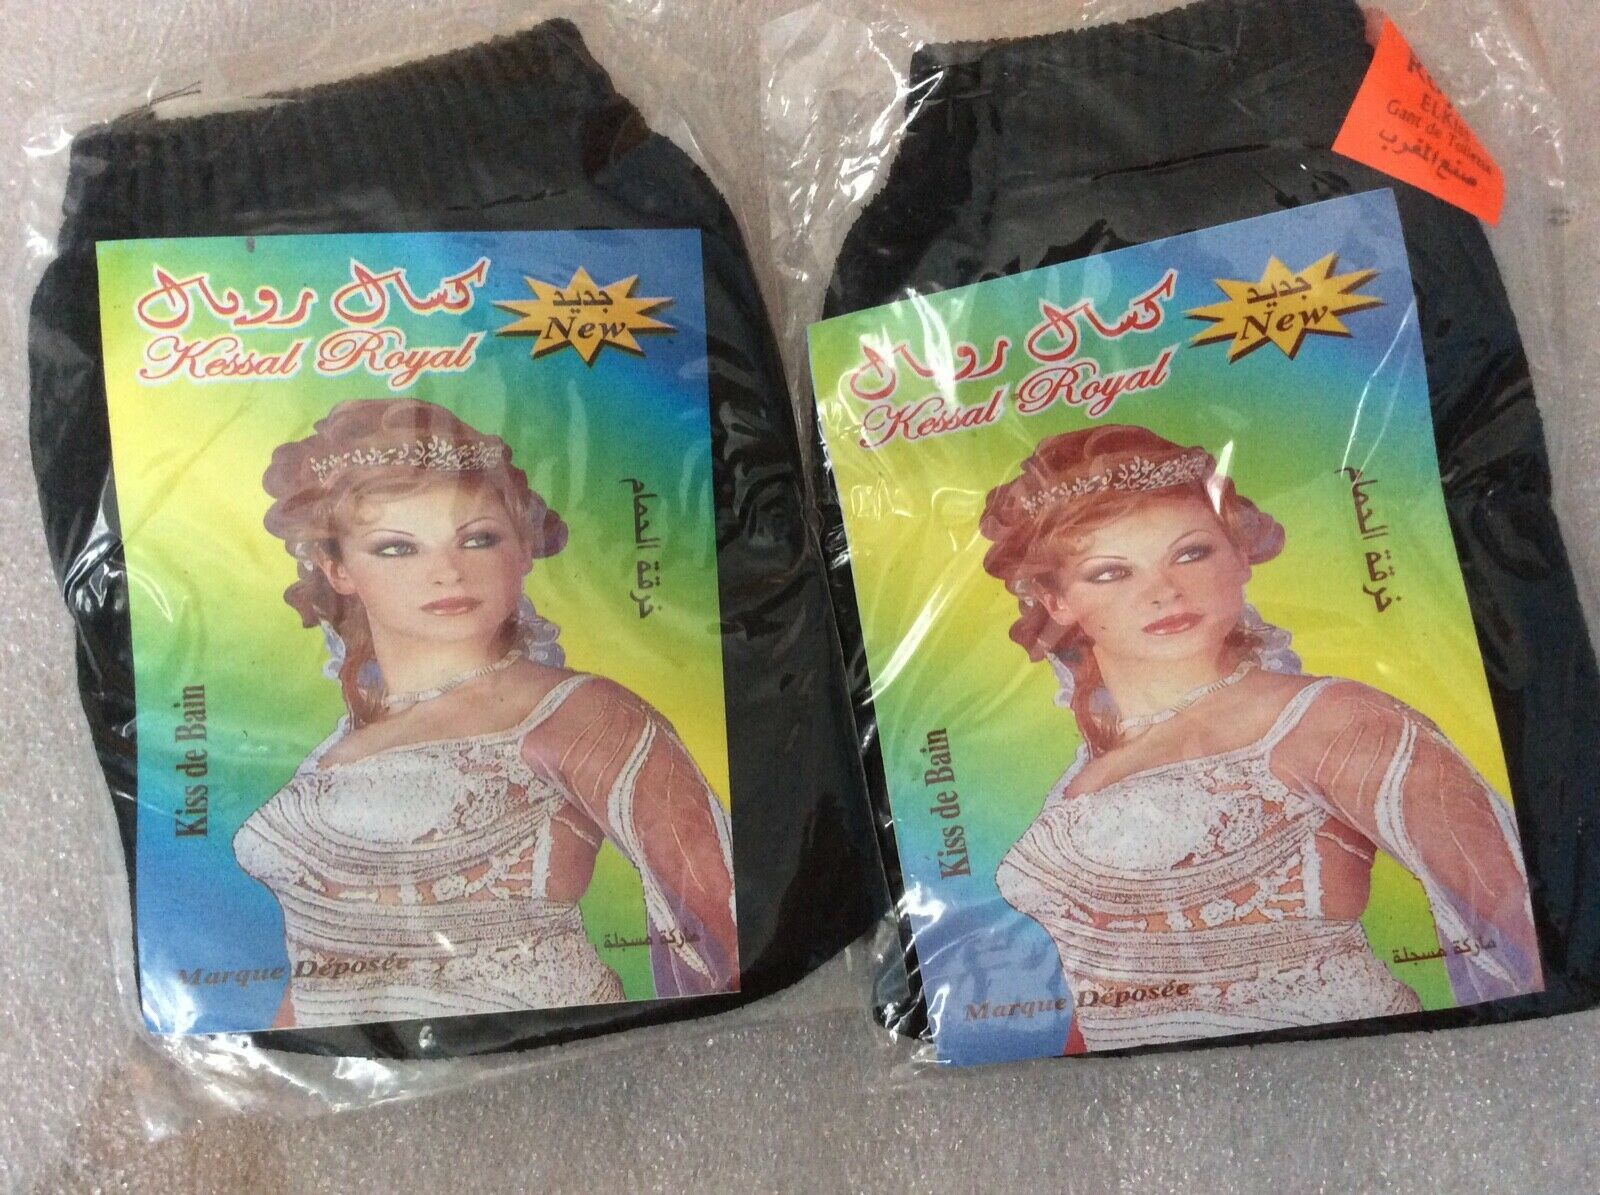 كسال رويال
Kessal Royal
جديد
New
خرقة الحمام
Kiss de Bain
ماركة مسجلة
Marque Déposée
Gant de
صنع المغرب
كسال رويال
Kessal Royal
جديد
New
خرقة الحمام
Kiss de Bain
ماركة مسجلة
Marque Déposée